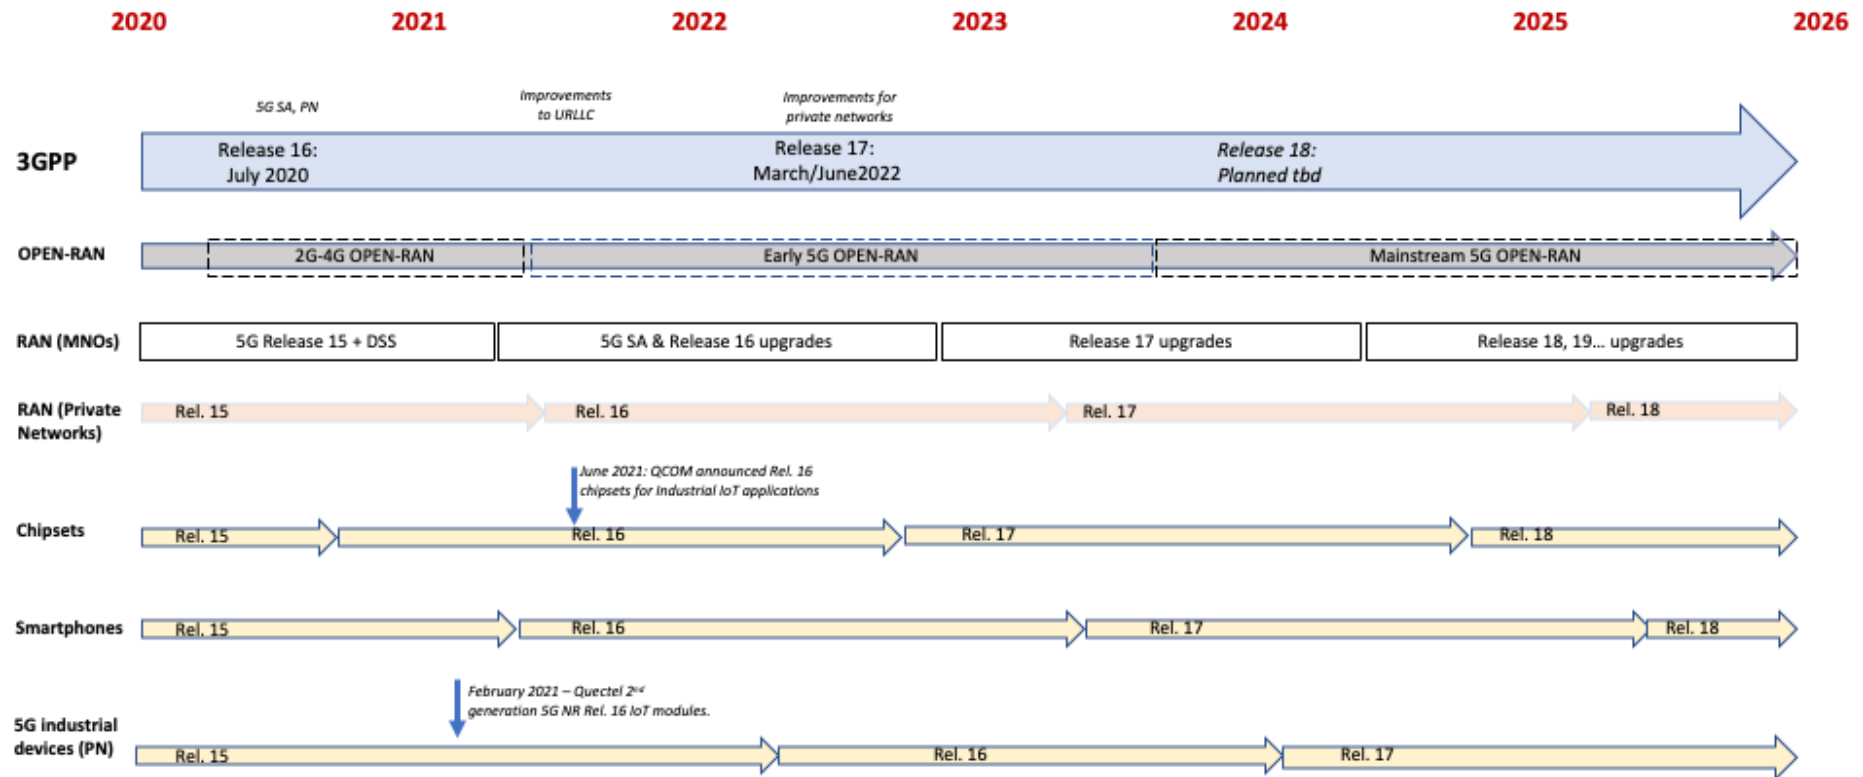 2020 2021 2022 2023 2024 2025 2026
5G SA, PN
Improvements
to URLLC
Improvements for
private networks
3GPP
Release 16:
July 2020
Release 17:
March/June2022
Release 18:
Planned tbd
OPEN-RAN
2G-4G OPEN-RAN
Early 5G OPEN-RAN
Mainstream 5G OPEN-RAN
RAN (MNOs)
5G Release 15 + DSS
5G SA & Release 16 upgrades
Release 17 upgrades
Release 18, 19... upgrades
RAN (Private
Networks)
Rel. 15
Rel. 16
Rel. 17
Rel. 18
June 2021: QCOM announced Rel. 16
chipsets for Industrial IoT applications
Chipsets
Rel. 15
Rel. 16
Rel. 17
Rel. 18
Smartphones
Rel. 15
Rel. 16
Rel. 17
Rel. 18
February 2021 – Quectel 2nd
generation 5G NR Rel. 16 IoT modules.
5G industrial
devices (PN)
Rel. 15
Rel. 16
Rel. 17